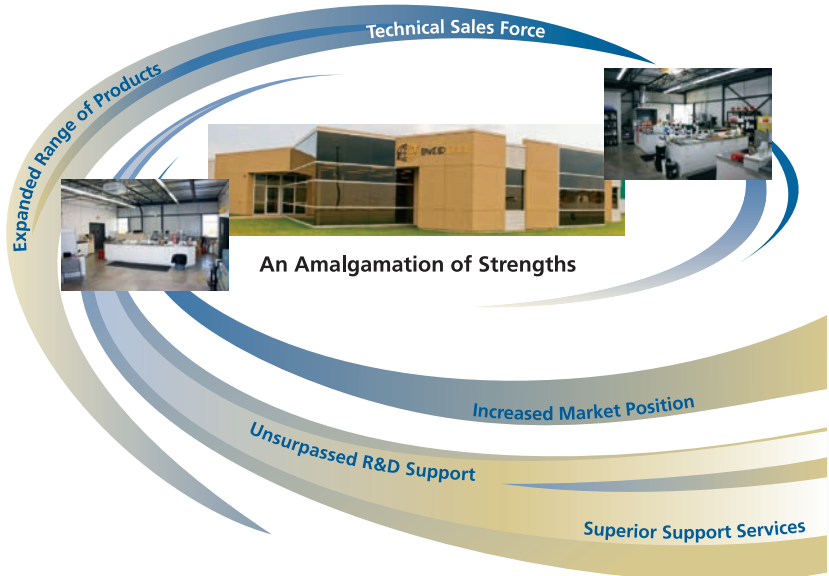 Technical Sales Force
Expanded Range of Products
An Amalgamation of Strengths
Increased Market Position
Unsurpassed R&D Support
Superior Support Services